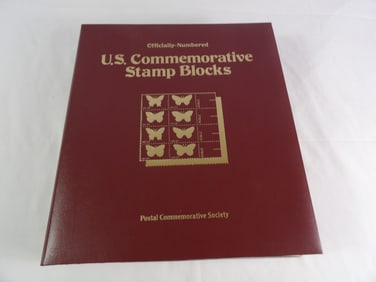 Officially-Numbered
U.S. Commemorative
Stamp Blocks
Postal Commemorative Society